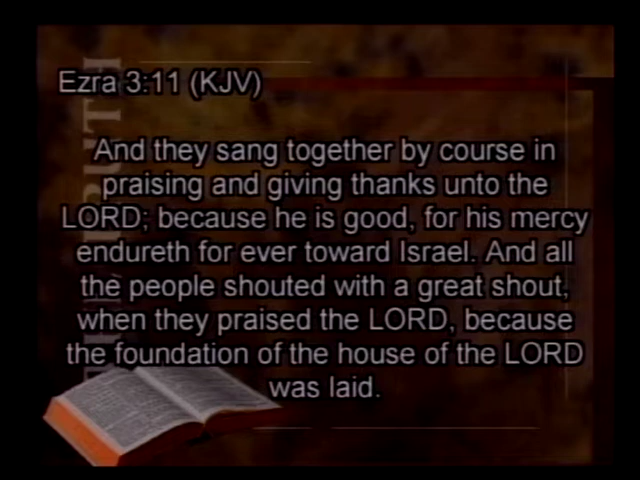 Ezra 3:11 (KJV)
And they sang together by course in
praising and giving thanks unto the
LORD; because he is good, for his mercy
endureth for ever toward Israel. And all
the people shouted with a great shout,
when they praised the LORD, because
the foundation of the house of the LORD
was laid.
TRUTH